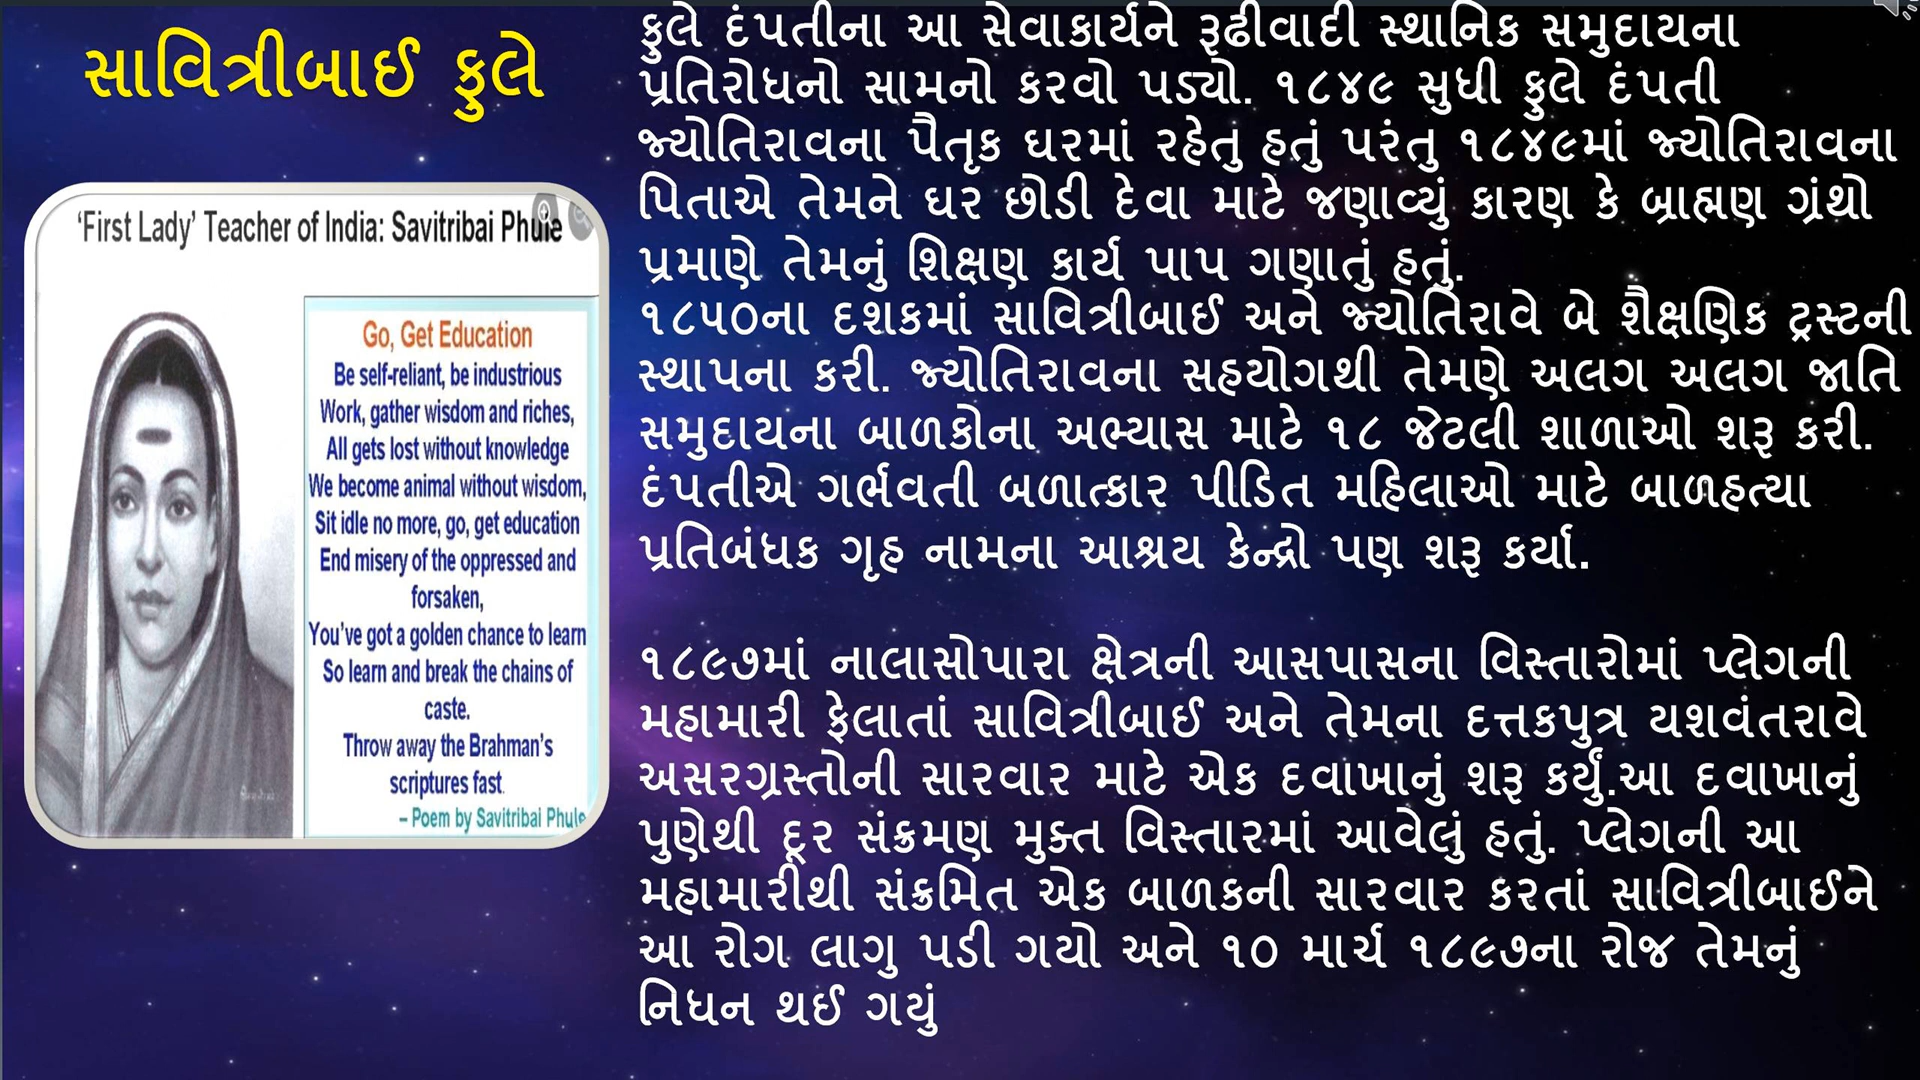 સાવિત્રીબાઈ ફુલે
‘First Lady’ Teacher of India: Savitribai Phule
Go, Get Education
Be self-reliant, be industrious
Work, gather wisdom and riches,
All gets lost without knowledge
We become animal without wisdom,
Sit idle no more, go, get education
End misery of the oppressed and
forsaken,
You’ve got a golden chance to learn
So learn and break the chains of
caste.
Throw away the Brahman’s
scriptures fast.
– Poem by Savitribai Phule
ફુલે દંપતીના આ સેવાકાર્યને રૂઢીવાદી સ્થાનિક સમુદાયના
પ્રતિરોધનો સામનો કરવો પડ્યો. ૧૮૪૯ સુધી ફુલે દંપતી
જ્યોતિરાવના પૈતૃક ઘરમાં રહેતુ હતું પરંતુ ૧૮૪૯માં જ્યોતિરાવના
પિતાએ તેમને ઘર છોડી દેવા માટે જણાવ્યું કારણ કે બ્રાહ્મણ ગ્રંથો
પ્રમાણે તેમનું શિક્ષણ કાર્ય પાપ ગણાતું હતું.
૧૮૫૦ના દશકમાં સાવિત્રીબાઈ અને જ્યોતિરાવે બે શૈક્ષણિક ટ્રસ્ટની
સ્થાપના કરી. જ્યોતિરાવના સહયોગથી તેમણે અલગ અલગ જાતિ
સમુદાયના બાળકોના અભ્યાસ માટે ૧૮ જેટલી શાળાઓ શરૂ કરી.
દંપતીએ ગર્ભવતી બળાત્કાર પીડિત મહિલાઓ માટે બાળહત્યા
પ્રતિબંધક ગૃહ નામના આશ્રય કેન્દ્રો પણ શરૂ કર્યા.
૧૮૯૭માં નાલાસોપારા ક્ષેત્રની આસપાસના વિસ્તારોમાં પ્લેગની
મહામારી ફેલાતાં સાવિત્રીબાઈ અને તેમના દત્તકપુત્ર યશવંતરાવે
અસરગ્રસ્તોની સારવાર માટે એક દવાખાનું શરૂ કર્યું.આ દવાખાનું
પુણેથી દૂર સંક્રમણ મુક્ત વિસ્તારમાં આવેલું હતું. પ્લેગની આ
મહામારીથી સંક્રમિત એક બાળકની સારવાર કરતાં સાવિત્રીબાઈને
આ રોગ લાગુ પડી ગયો અને ૧૦ માર્ચ ૧૮૯૭ના રોજ તેમનું
નિધન થઈ ગયું